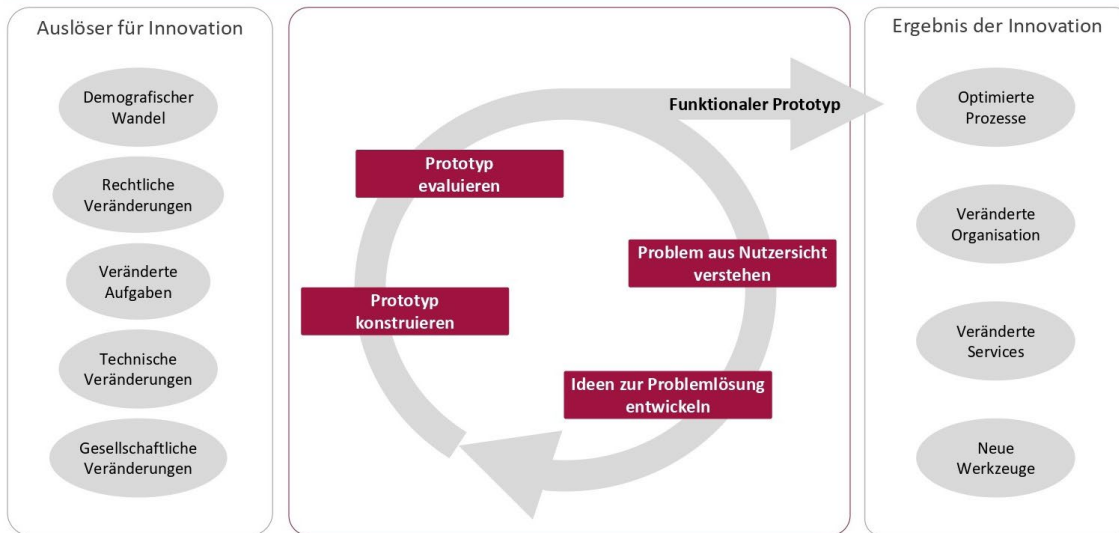 Auslöser für Innovation
Demografischer
Wandel
Rechtliche
Veränderungen
Veränderte
Aufgaben
Technische
Veränderungen
Gesellschaftliche
Veränderungen
Funktionaler Prototyp
Prototyp
evaluieren
Problem aus Nutzersicht
verstehen
Prototyp
konstruieren
Ideen zur Problemlösung
entwickeln
Ergebnis der Innovation
Optimierte
Prozesse
Veränderte
Organisation
Veränderte
Services
Neue
Werkzeuge